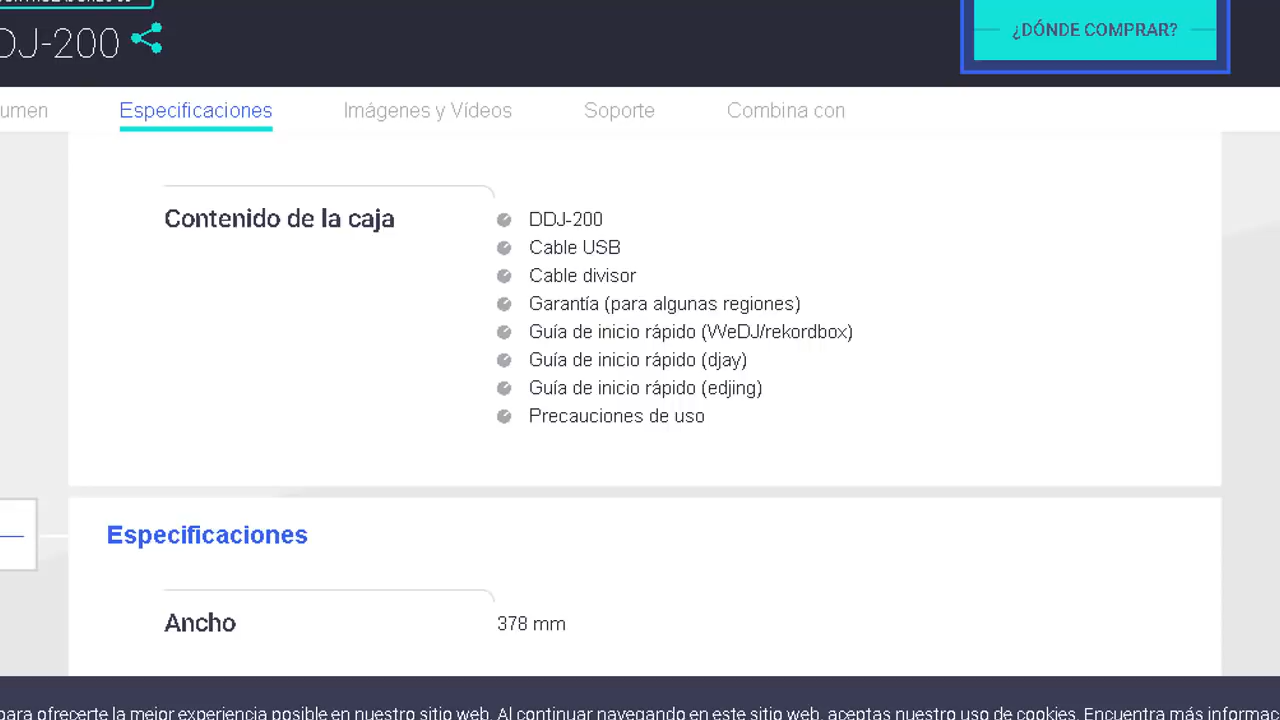 DJ-200
¿DÓNDE COMPRAR?
umen Especificaciones Imágenes y Vídeos Soporte Combina con
Contenido de la caja
DDJ-200
Cable USB
Cable divisor
Garantía (para algunas regiones)
Guía de inicio rápido (WeDJ/rekordbox)
Guía de inicio rápido (djay)
Guía de inicio rápido (edjing)
Precauciones de uso
Especificaciones
Ancho 378 mm
para ofrecerte la mejor experiencia posible en nuestro sitio web. Al continuar navegando en este sitio web, aceptas nuestro uso de cookies. Encuentra más informac